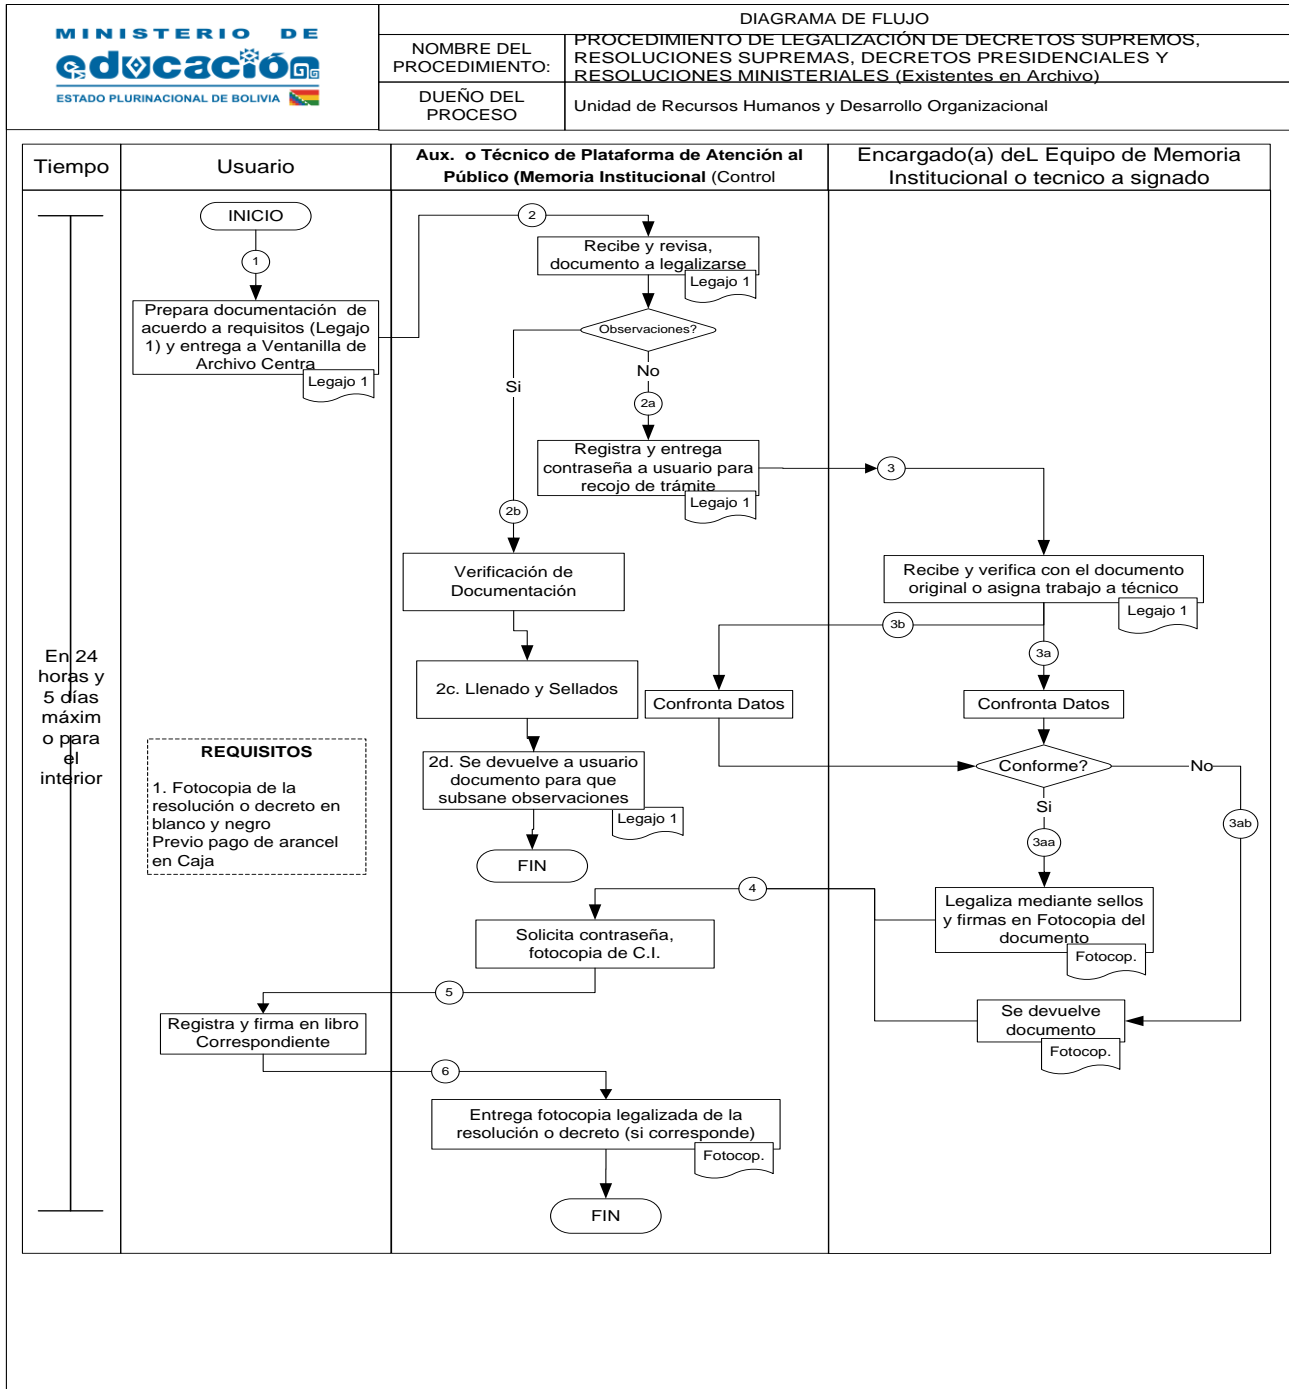 MINISTERIO DE
educación
ESTADO PLURINACIONAL DE BOLIVIA
DIAGRAMA DE FLUJO
NOMBRE DEL
PROCEDIMIENTO:
PROCEDIMIENTO DE LEGALIZACIÓN DE DECRETOS SUPREMOS,
RESOLUCIONES SUPREMAS, DECRETOS PRESIDENCIALES Y
RESOLUCIONES MINISTERIALES (Existentes en Archivo)
DUEÑO DEL
PROCESO
Unidad de Recursos Humanos y Desarrollo Organizacional
Tiempo
Usuario
Aux. o Técnico de Plataforma de Atención al
Público (Memoria Institucional (Control
Encargado(a) deL Equipo de Memoria
Institucional o tecnico a signado
INICIO
1
Prepara documentación de
acuerdo a requisitos (Legajo
1) y entrega a Ventanilla de
Archivo Centra
Legajo 1
2
Recibe y revisa,
documento a legalizarse
Legajo 1
Observaciones?
No
Si
2a
Registra y entrega
contraseña a usuario para
recojo de trámite
Legajo 1
3
2b
Verificación de
Documentación
Recibe y verifica con el documento
original o asigna trabajo a técnico
Legajo 1
3b
3a
En 24
horas y
5 días
máxim
o para
el
interior
2c. Llenado y Sellados
Confronta Datos
Confronta Datos
REQUISITOS
1. Fotocopia de la
resolución o decreto en
blanco y negro
Previo pago de arancel
en Caja
2d. Se devuelve a usuario
documento para que
subsane observaciones
Legajo 1
FIN
Conforme?
No
Si
3ab
3aa
4
Legaliza mediante sellos
y firmas en Fotocopia del
documento
Fotocop.
Solicita contraseña,
fotocopia de C.I.
5
Se devuelve
documento
Fotocop.
Registra y firma en libro
Correspondiente
6
Entrega fotocopia legalizada de la
resolución o decreto (si corresponde)
Fotocop.
FIN